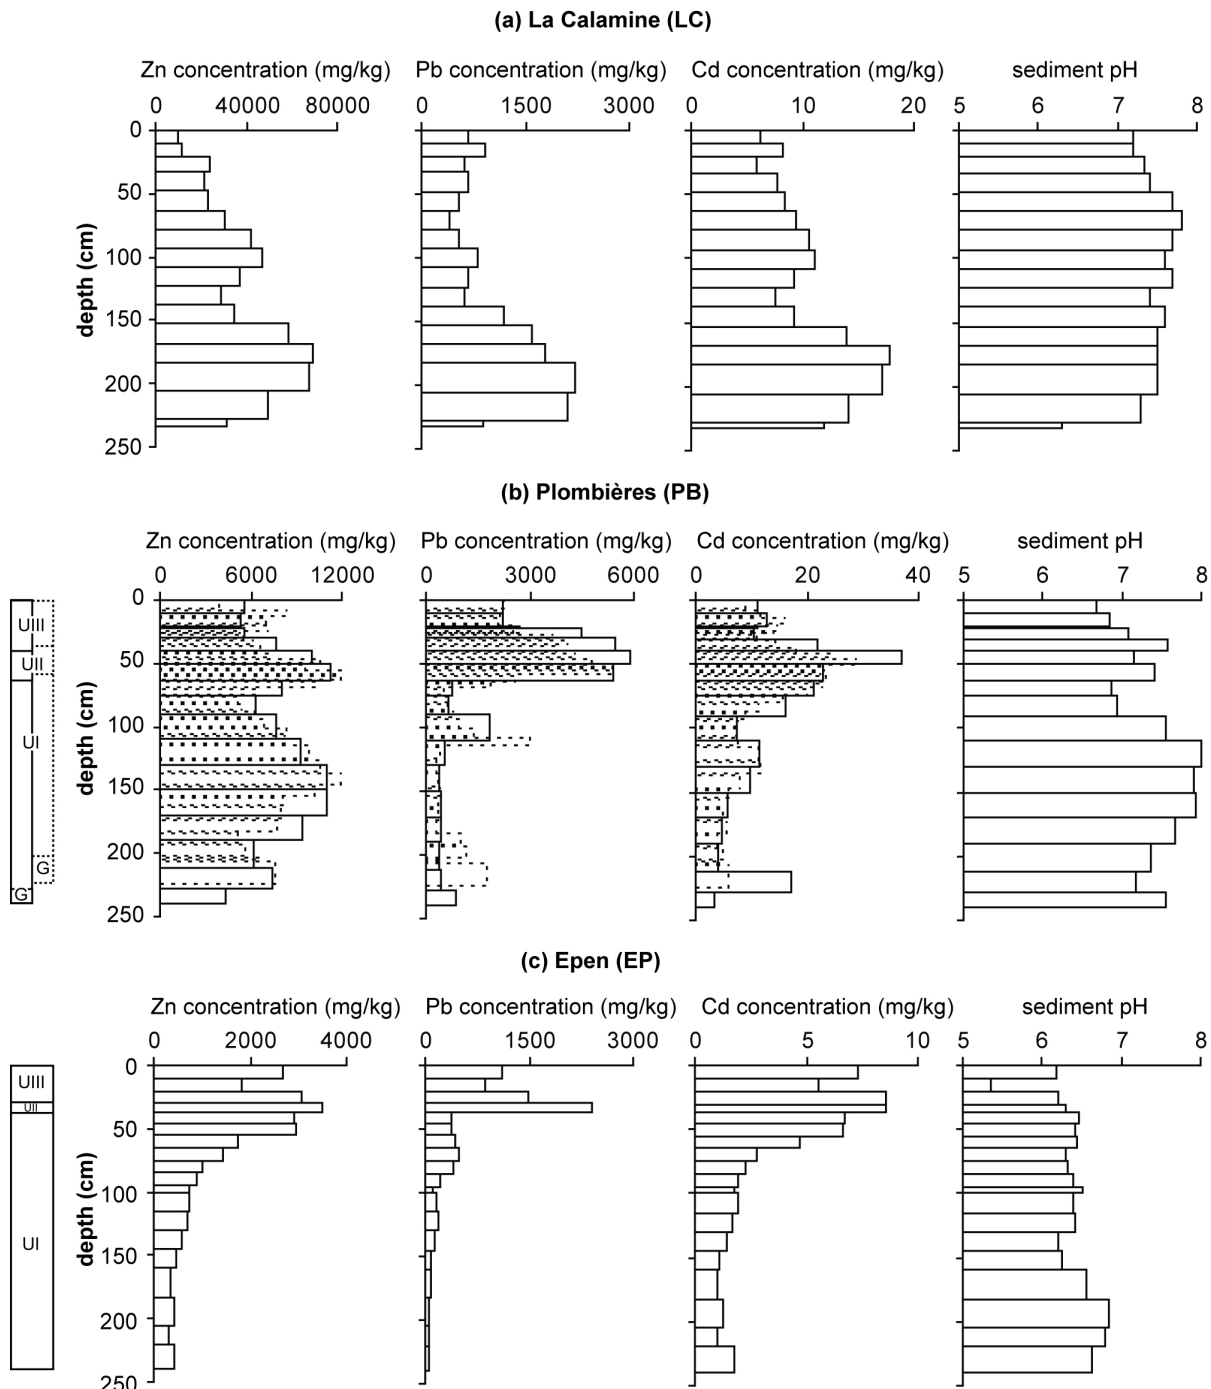 (a) La Calamine (LC)
Zn concentration (mg/kg) Pb concentration (mg/kg) Cd concentration (mg/kg) sediment pH
0 40000 80000 0 1500 3000 0 10 20 5 6 7 8
0
50
100
150
200
250
depth (cm)
(b) Plombières (PB)
Zn concentration (mg/kg) Pb concentration (mg/kg) Cd concentration (mg/kg) sediment pH
0 6000 12000 0 3000 6000 0 20 40 5 6 7 8
0
50
100
150
200
250
depth (cm)
UIII
UII
UI
G
G
(c) Epen (EP)
Zn concentration (mg/kg) Pb concentration (mg/kg) Cd concentration (mg/kg) sediment pH
0 2000 4000 0 1500 3000 0 5 10 5 6 7 8
0
50
100
150
200
250
depth (cm)
UIII
UII
UI